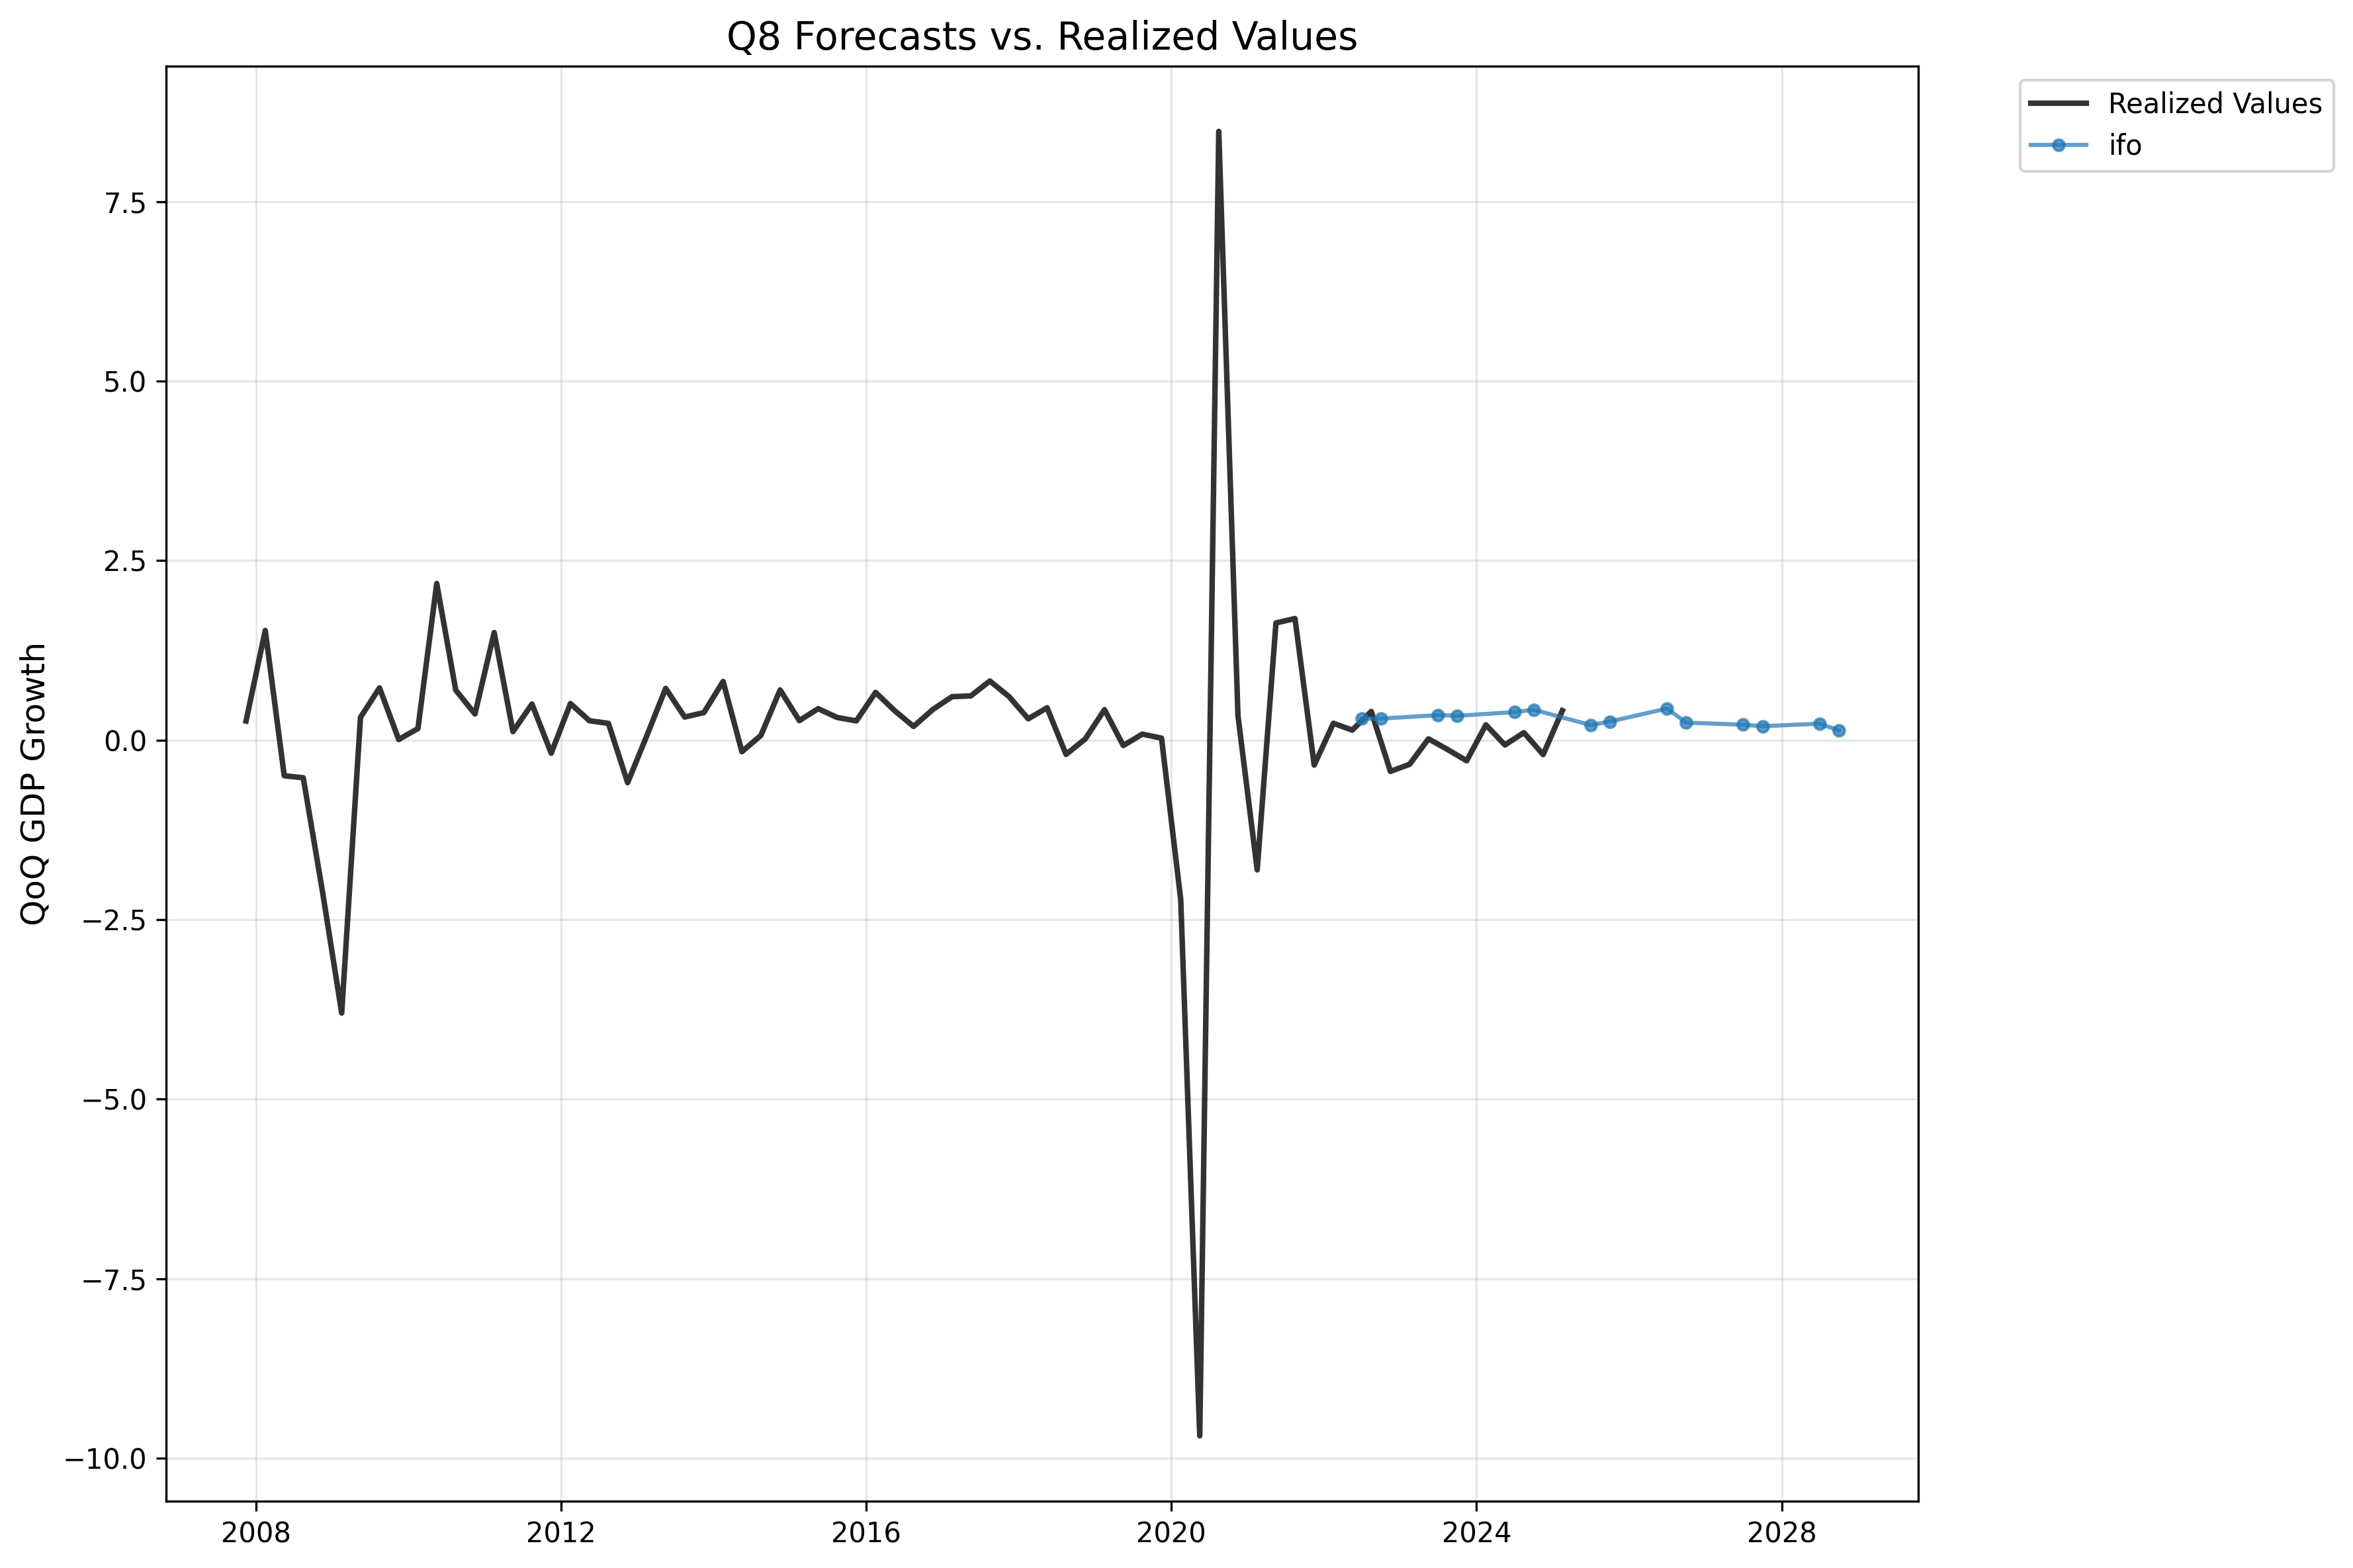 Q8 Forecasts vs. Realized Values
Realized Values
ifo
QoQ GDP Growth
7.5
5.0
2.5
0.0
−2.5
−5.0
−7.5
−10.0
2008 2012 2016 2020 2024 2028